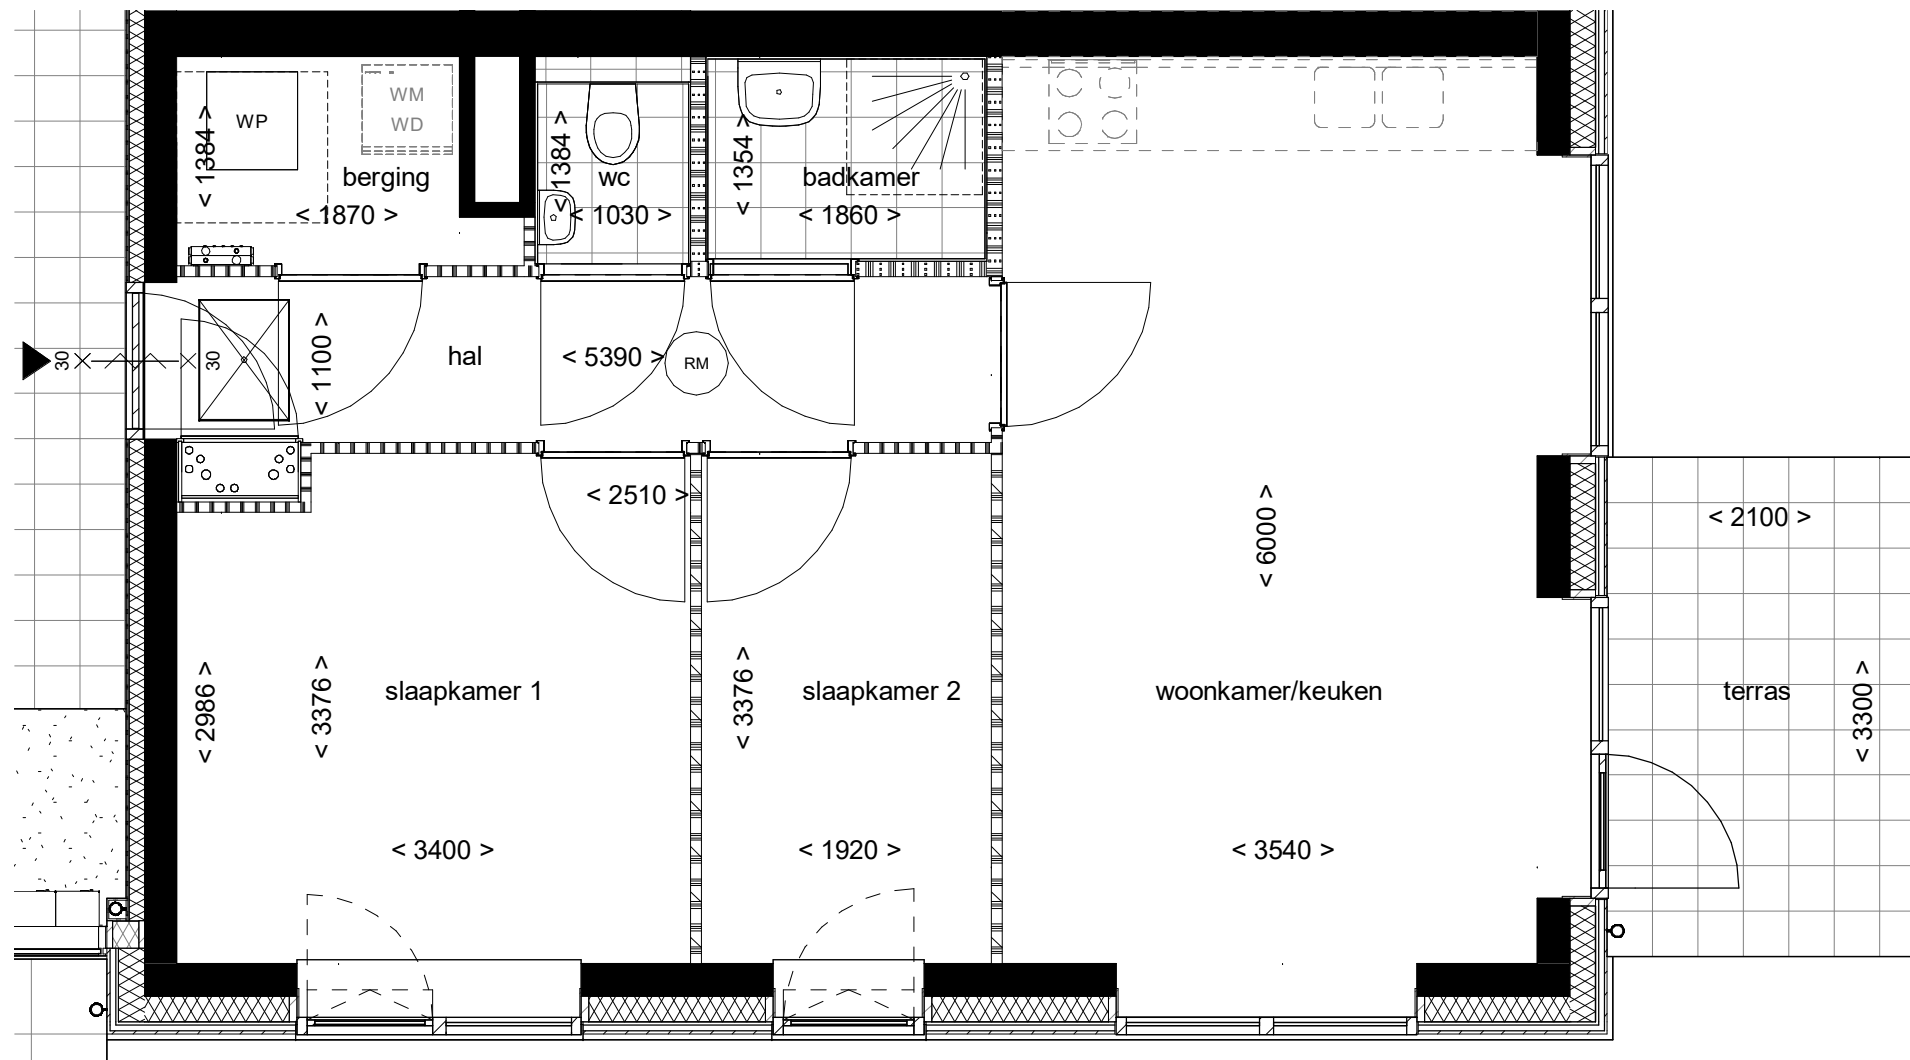 WP
WM
WD
< 1384 >
berging
< 1870 >
< 1384 >
wc
< 1030 >
< 1354 >
badkamer
< 1860 >
30
30
< 1100 >
hal
< 5390 >
RM
< 2510 >
< 6000 >
< 2100 >
< 2986 >
< 3376 >
slaapkamer 1
< 3376 >
slaapkamer 2
woonkamer/keuken
terras
< 3300 >
< 3400 >
< 1920 >
< 3540 >